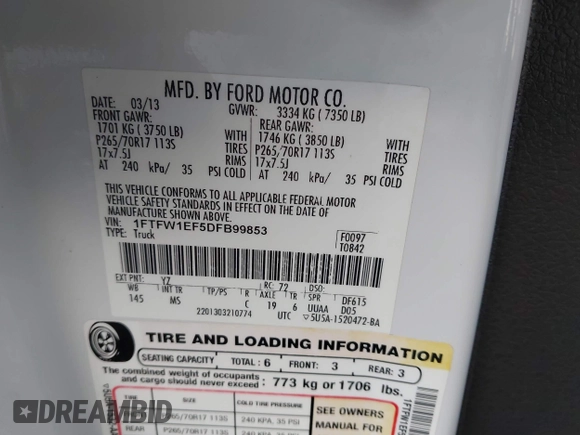 MFD. BY FORD MOTOR CO.
DATE: 03/13 GVWR: 3334 KG ( 7350 LB)
FRONT GAWR: REAR GAWR:
1701 KG ( 3750 LB) WITH 1746 KG ( 3850 LB) WITH
P265/70R17 113S TIRES P265/70R17 113S TIRES
17x7.5J RIMS 17x7.5J RIMS
AT 240 kPa/ 35 PSI COLD AT 240 kPa/ 35 PSI COLD
THIS VEHICLE CONFORMS TO ALL APPLICABLE FEDERAL MOTOR
VEHICLE SAFETY STANDARDS IN EFFECT ON THE DATE OF
MANUFACTURE SHOWN ABOVE.
VIN: 1FTFW1EF5DFB99853 F0097
TYPE: Truck T0842
EXT PNT: YZ RC: 72 DSO:
WB INT TR TP/PS R AXLE TR SPR DF615
145 MS C 19 6 UUAA D05
2201303210774 UTC 5U5A-1520472-BA
TIRE AND LOADING INFORMATION
SEATING CAPACITY TOTAL: 6 FRONT: 3 REAR: 3
The combined weight of occupants
and cargo should never exceed: 773 kg or 1706 lbs.
SIZE COLD TIRE PRESSURE SEE OWNERS
P265/70R17 113S 240 KPA, 35 PSI MANUAL FOR
REAR P265/70R17 113S
DREAMBID